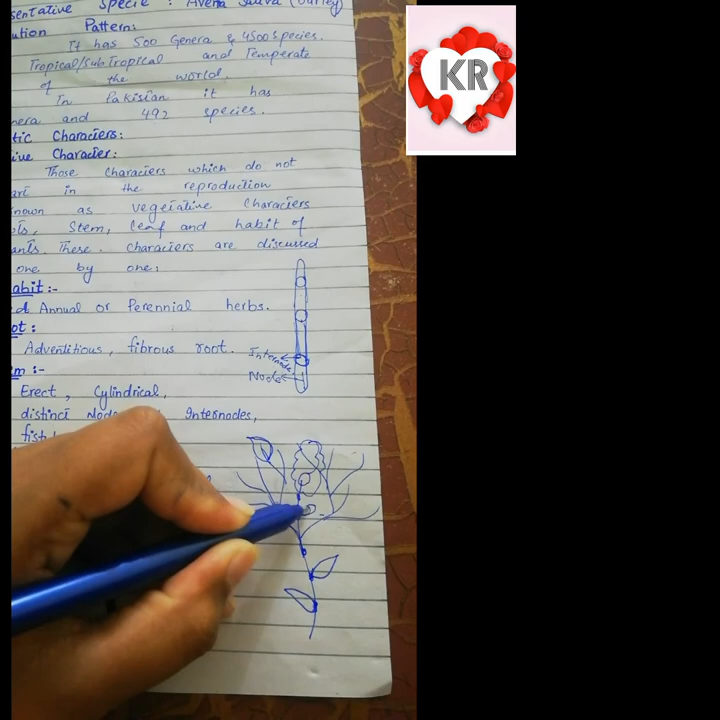 sentative Specie : Avena Sativa (Barley)
ution Pattern:
It has 500 Genera & 4500 species.
Tropical/SubTropical and Temperate
of the world.
In Pakistan it has
nera and 492 species.
tic Characters:
ive Character:
Those Characters which do not
art in the reproduction
nown as vegetative Characters
ots, Stem, leaf and habit of
ants. These. Characters are discussed
one by one:
abit:-
d Annual or Perennial herbs.
ot:
Adventitious, fibrous root.
m:-
Erect, Cylindrical,
distinct Node Internodes,
fist
Internode
Node
KR